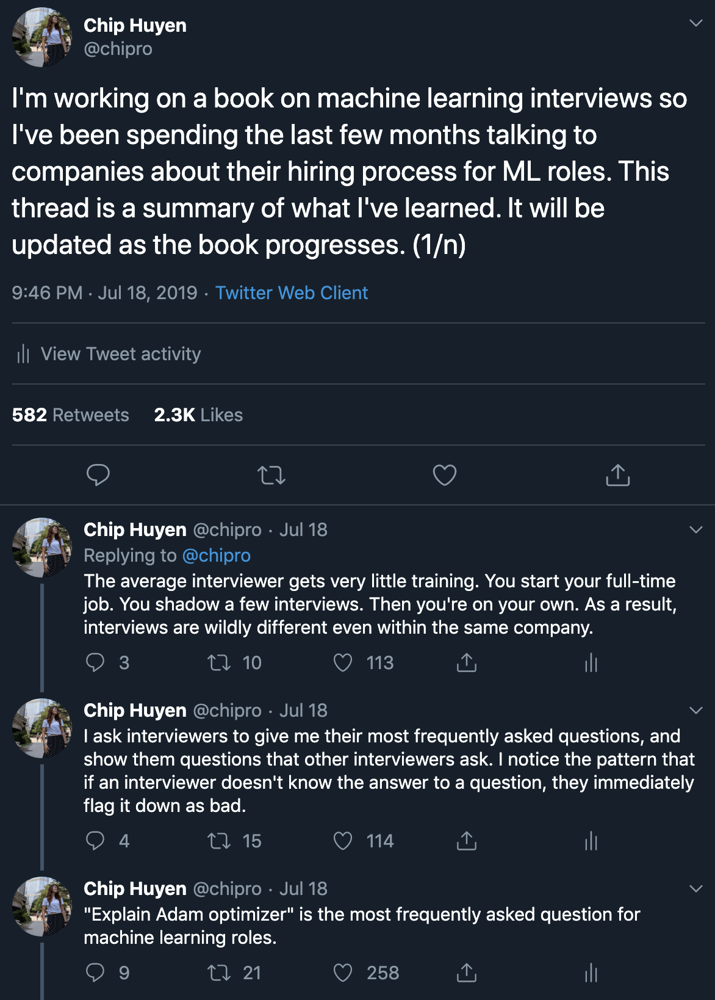 Chip Huyen
@chipro
I'm working on a book on machine learning interviews so
I've been spending the last few months talking to
companies about their hiring process for ML roles. This
thread is a summary of what I've learned. It will be
updated as the book progresses. (1/n)
9:46 PM · Jul 18, 2019 · Twitter Web Client
View Tweet activity
582 Retweets 2.3K Likes
Chip Huyen @chipro · Jul 18
Replying to @chipro
The average interviewer gets very little training. You start your full-time
job. You shadow a few interviews. Then you're on your own. As a result,
interviews are wildly different even within the same company.
3 10 113
Chip Huyen @chipro · Jul 18
I ask interviewers to give me their most frequently asked questions, and
show them questions that other interviewers ask. I notice the pattern that
if an interviewer doesn't know the answer to a question, they immediately
flag it down as bad.
4 15 114
Chip Huyen @chipro · Jul 18
"Explain Adam optimizer" is the most frequently asked question for
machine learning roles.
9 21 258